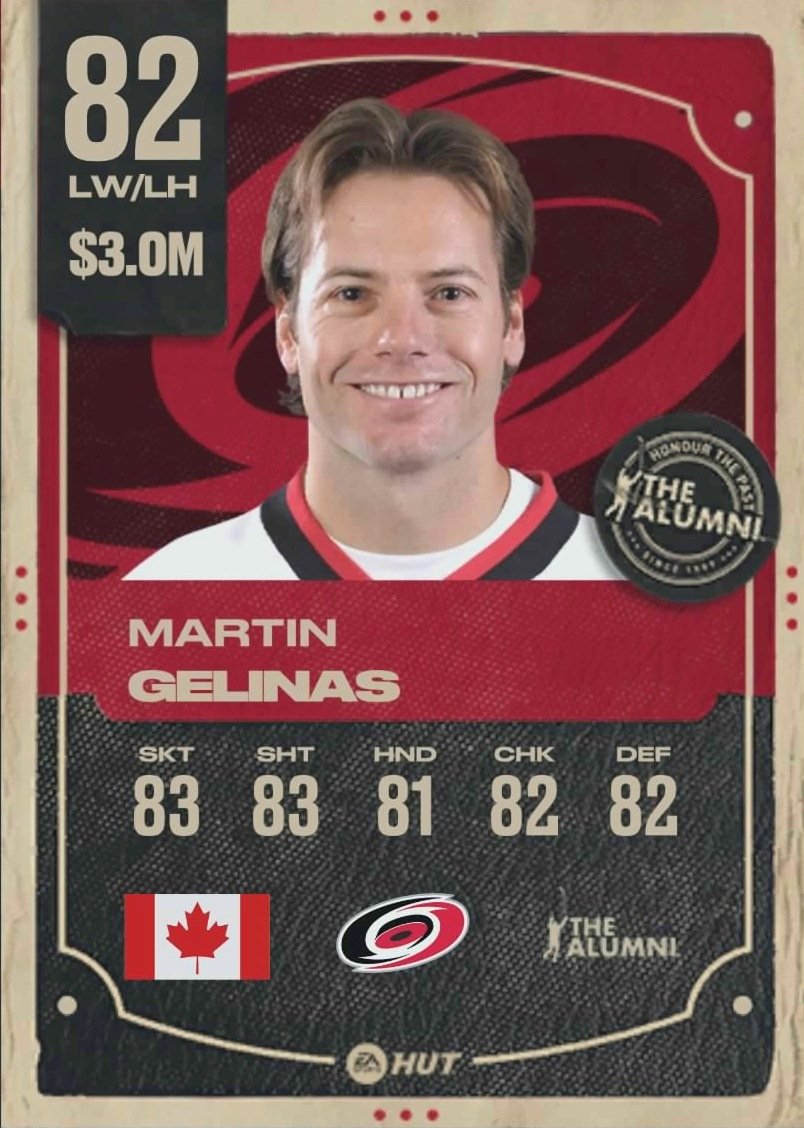 82
LW/LH
$3.0M
HONOUR THE PAST
THE
ALUMNI
MARTIN
GELINAS
SKT SHT HND CHK DEF
83 83 81 82 82
THE
ALUMNI
EA
HUT